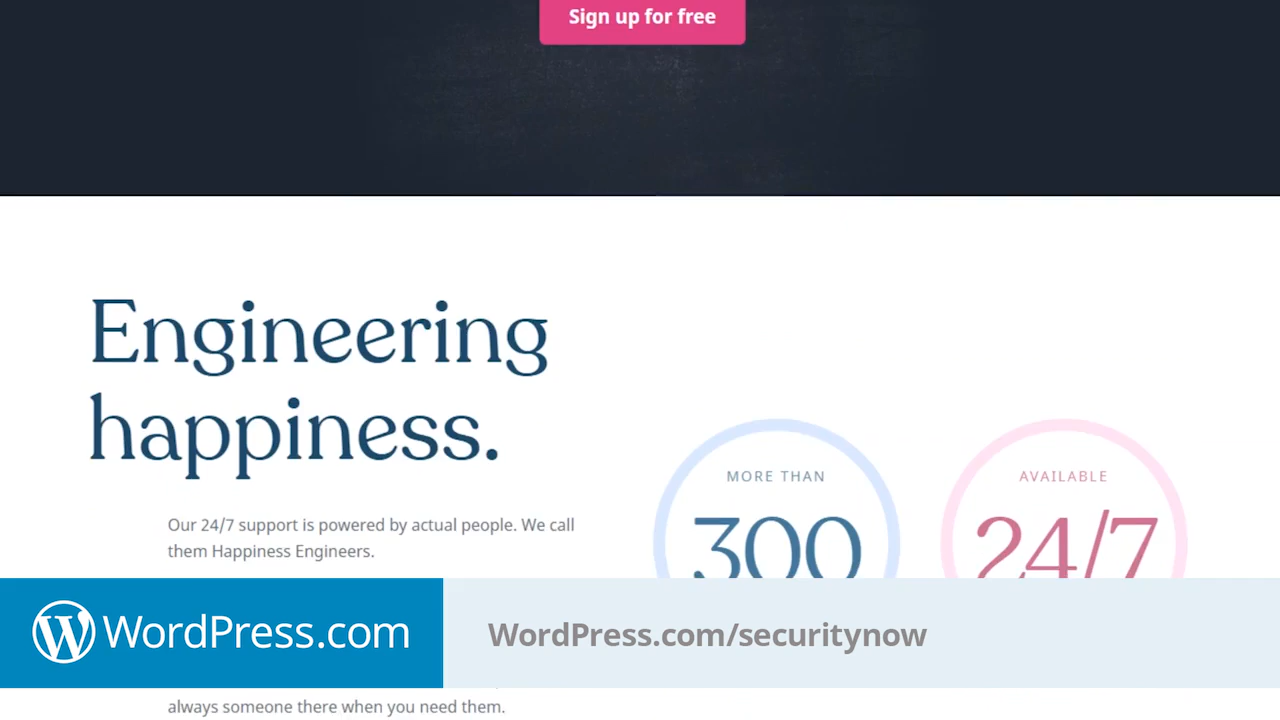 Sign up for free
Engineering
happiness.
MORE THAN
300
AVAILABLE
24/7
Our 24/7 support is powered by actual people. We call
them Happiness Engineers.
WordPress.com
WordPress.com/securitynow
always someone there when you need them.